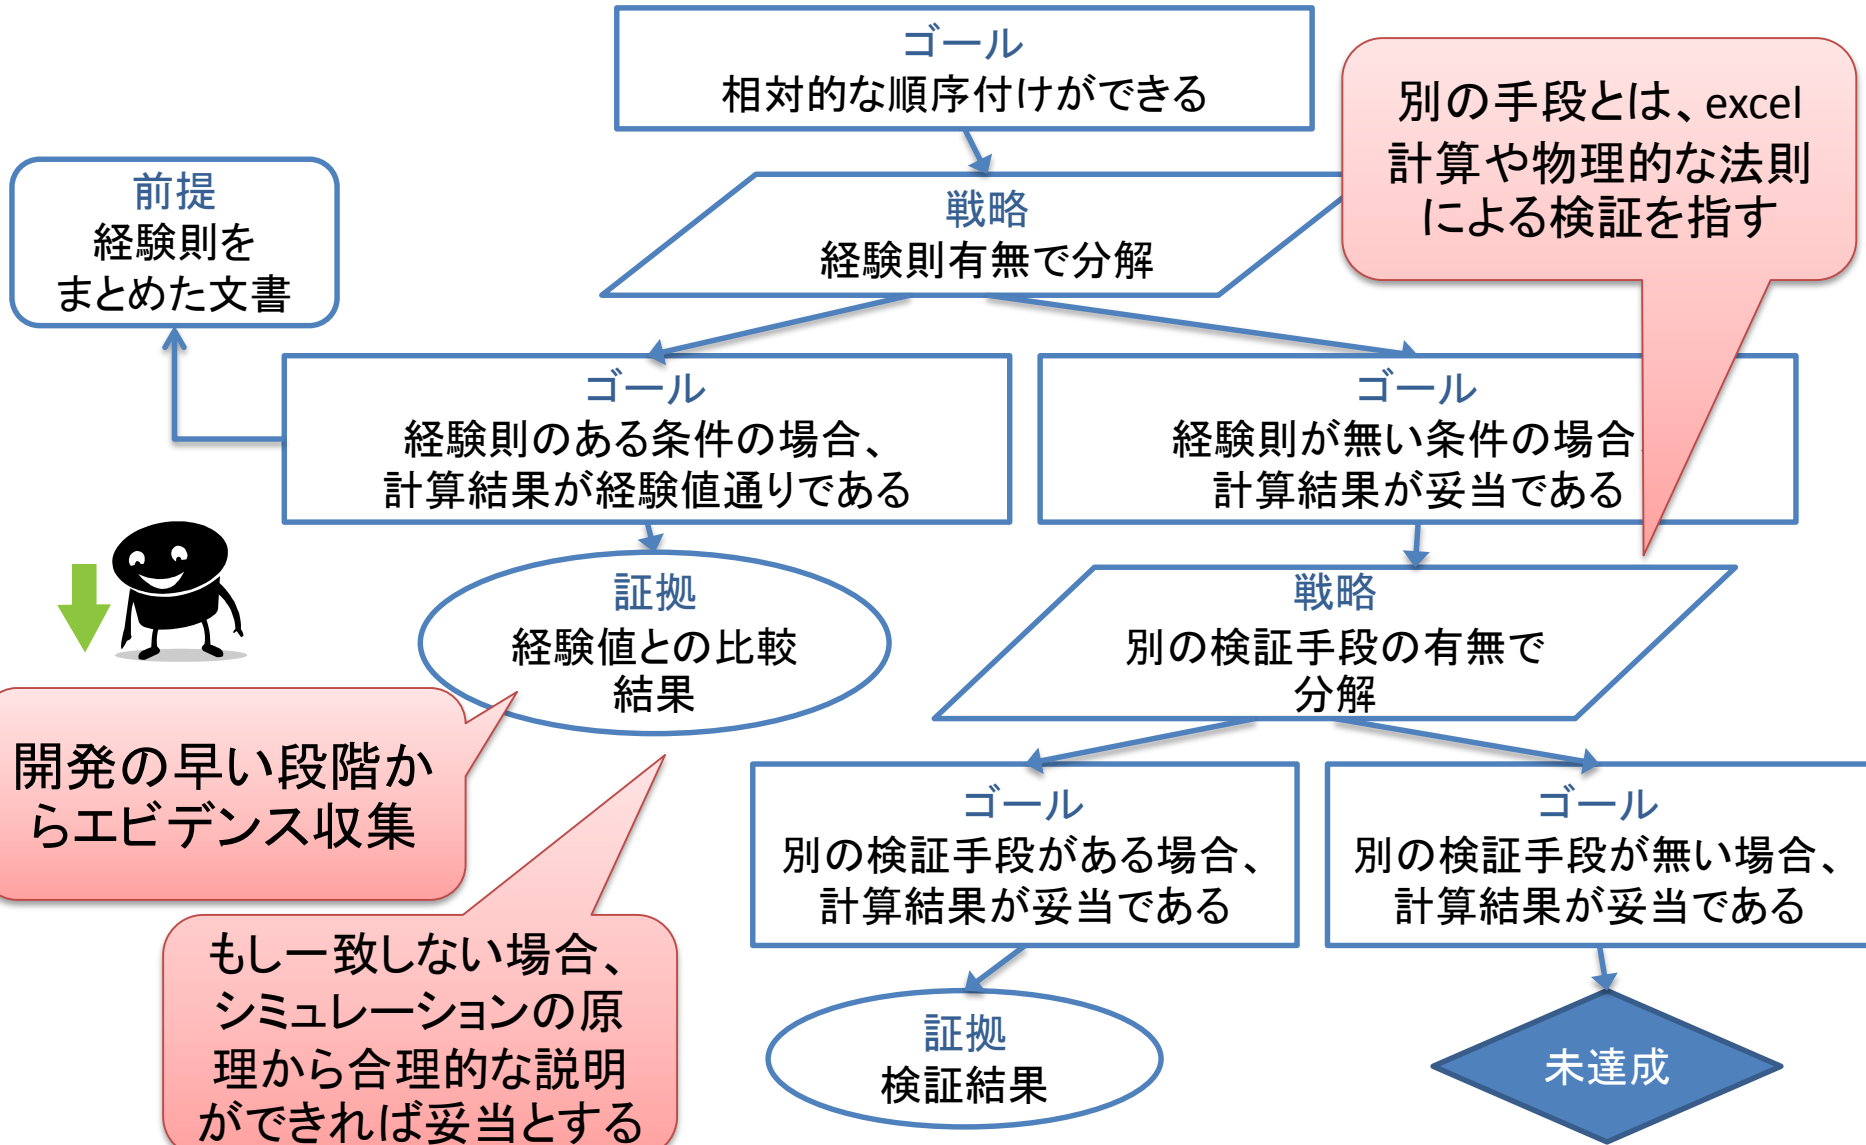 ゴール
相対的な順序付けができる
別の手段とは、excel
計算や物理的な法則
による検証を指す
前提
経験則を
まとめた文書
戦略
経験則有無で分解
ゴール
経験則のある条件の場合、
計算結果が経験値通りである
ゴール
経験則が無い条件の場合
計算結果が妥当である
証拠
経験値との比較
結果
戦略
別の検証手段の有無で
分解
開発の早い段階か
らエビデンス収集
ゴール
別の検証手段がある場合、
計算結果が妥当である
ゴール
別の検証手段が無い場合、
計算結果が妥当である
もし一致しない場合、
シミュレーションの原
理から合理的な説明
ができれば妥当とする
証拠
検証結果
未達成